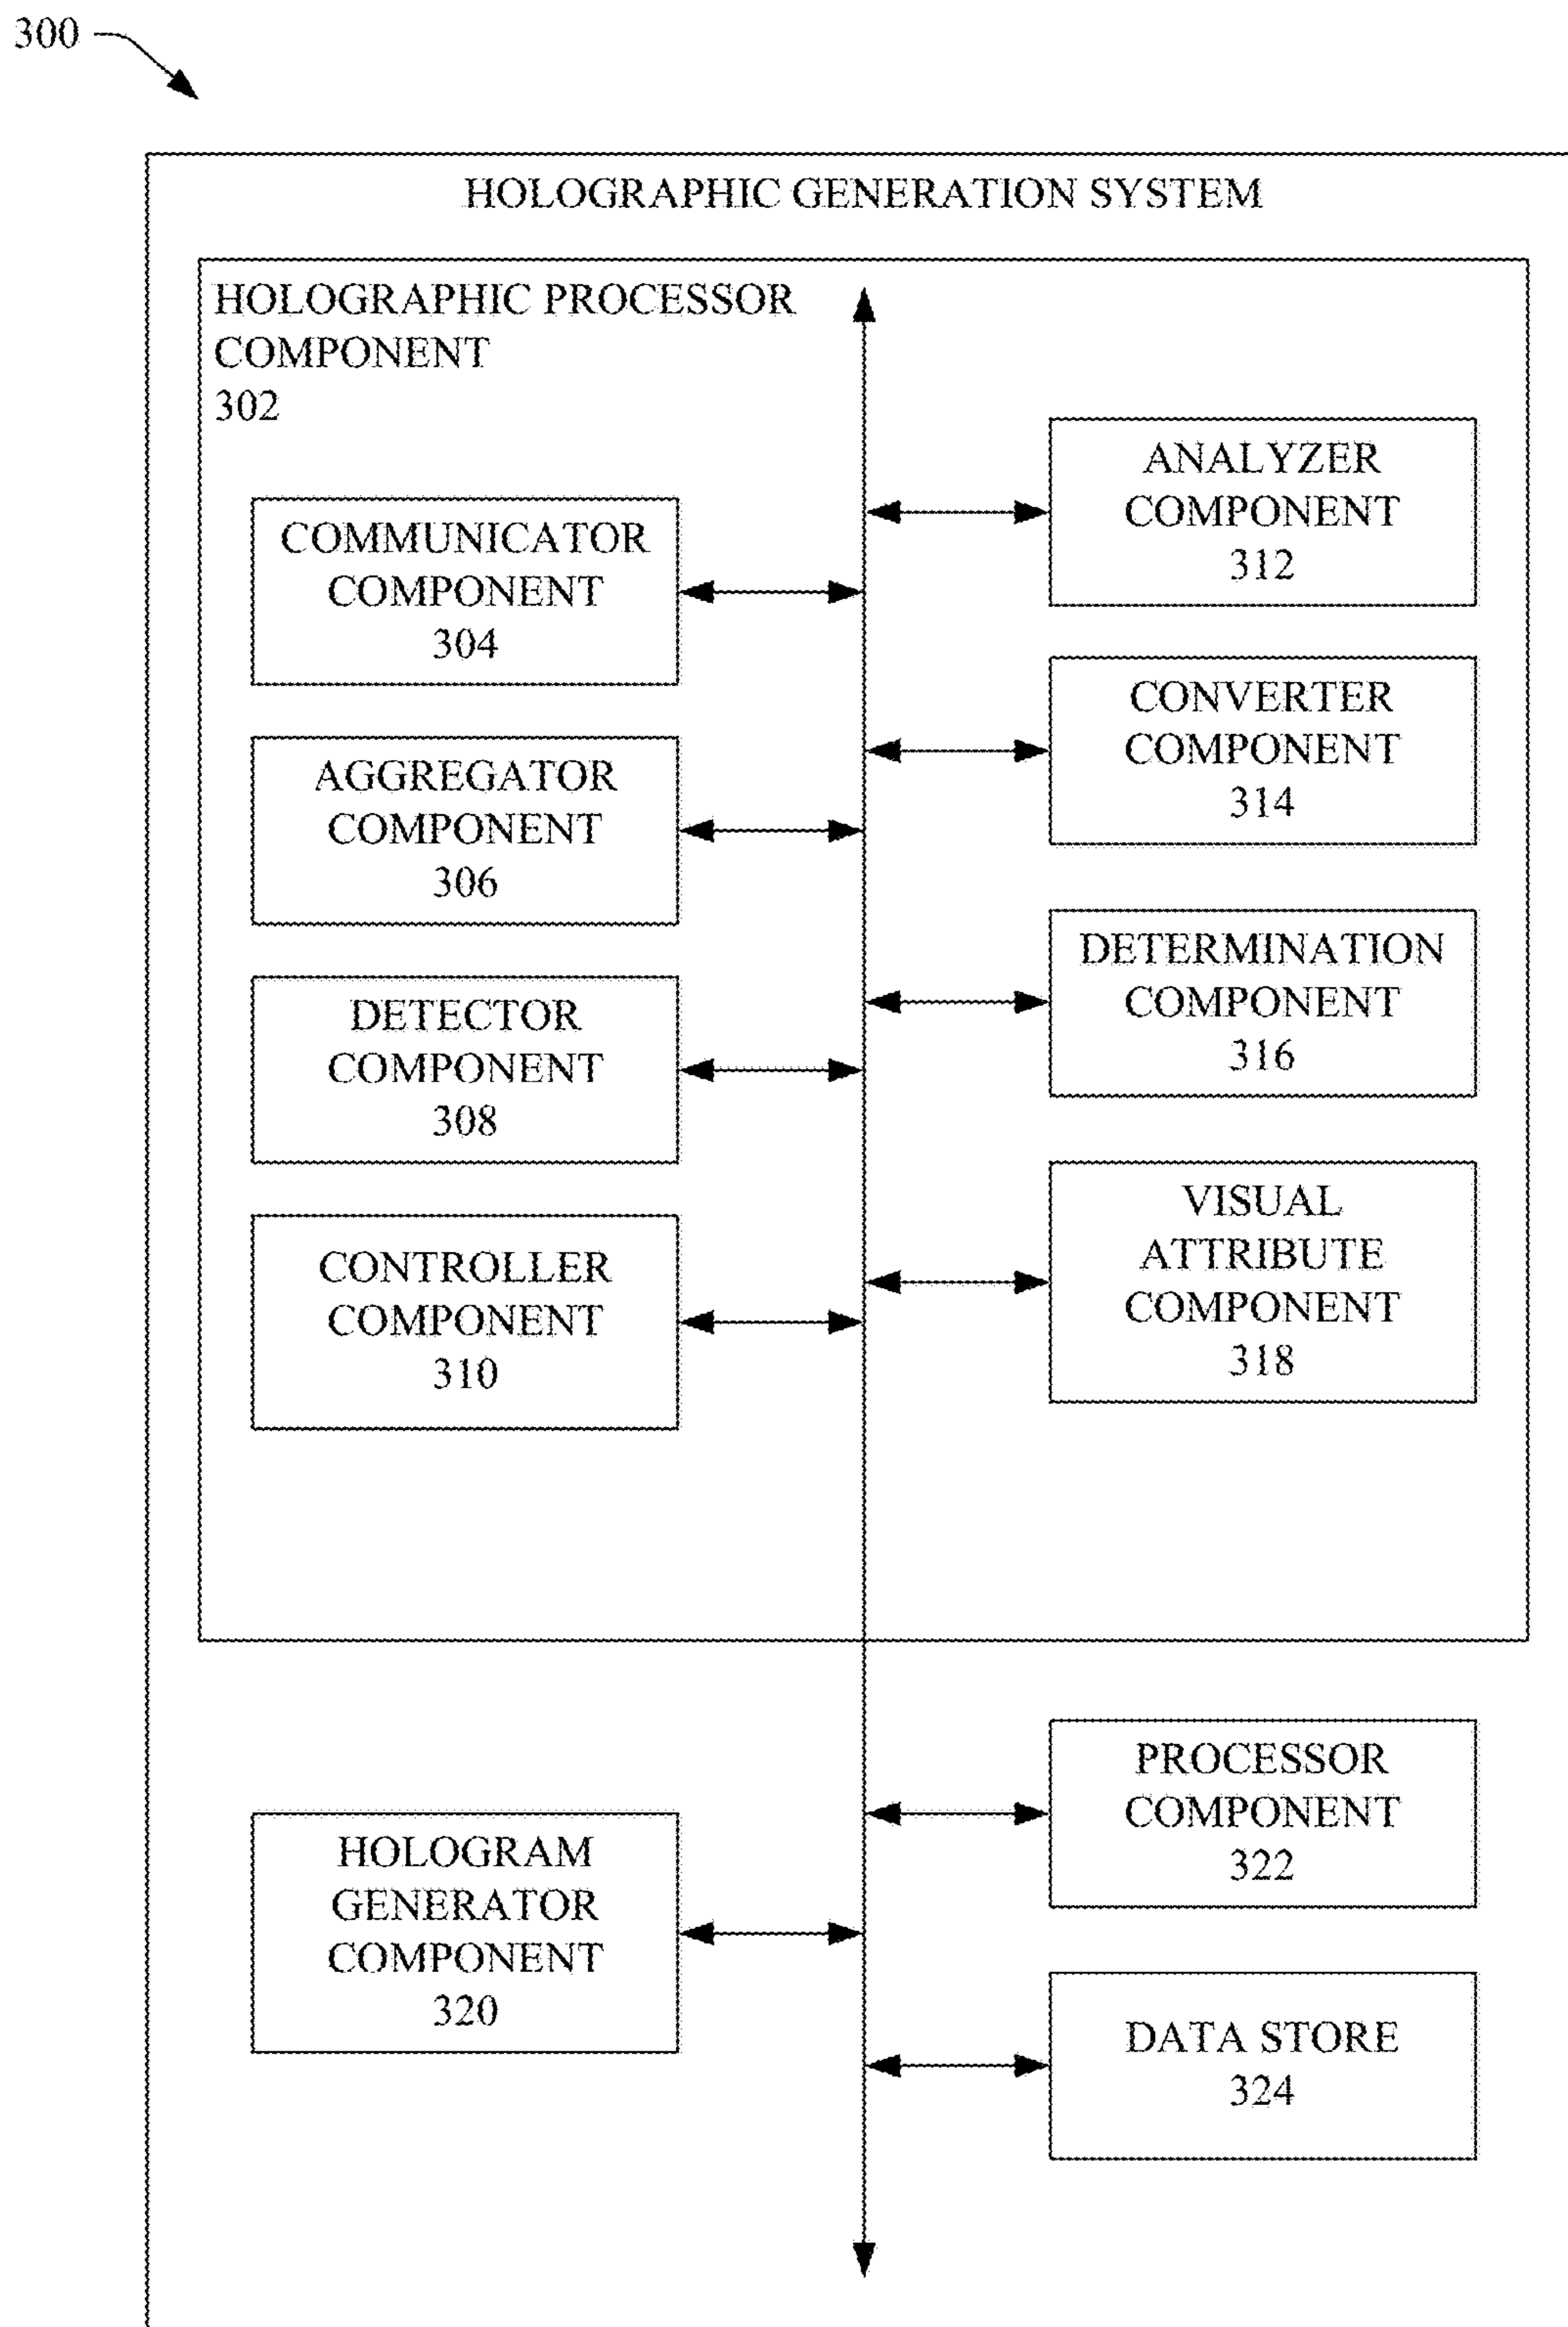 300
HOLOGRAPHIC GENERATION SYSTEM
HOLOGRAPHIC PROCESSOR
COMPONENT
302
COMMUNICATOR
COMPONENT
304
AGGREGATOR
COMPONENT
306
DETECTOR
COMPONENT
308
CONTROLLER
COMPONENT
310
ANALYZER
COMPONENT
312
CONVERTER
COMPONENT
314
DETERMINATION
COMPONENT
316
VISUAL
ATTRIBUTE
COMPONENT
318
HOLOGRAM
GENERATOR
COMPONENT
320
PROCESSOR
COMPONENT
322
DATA STORE
324